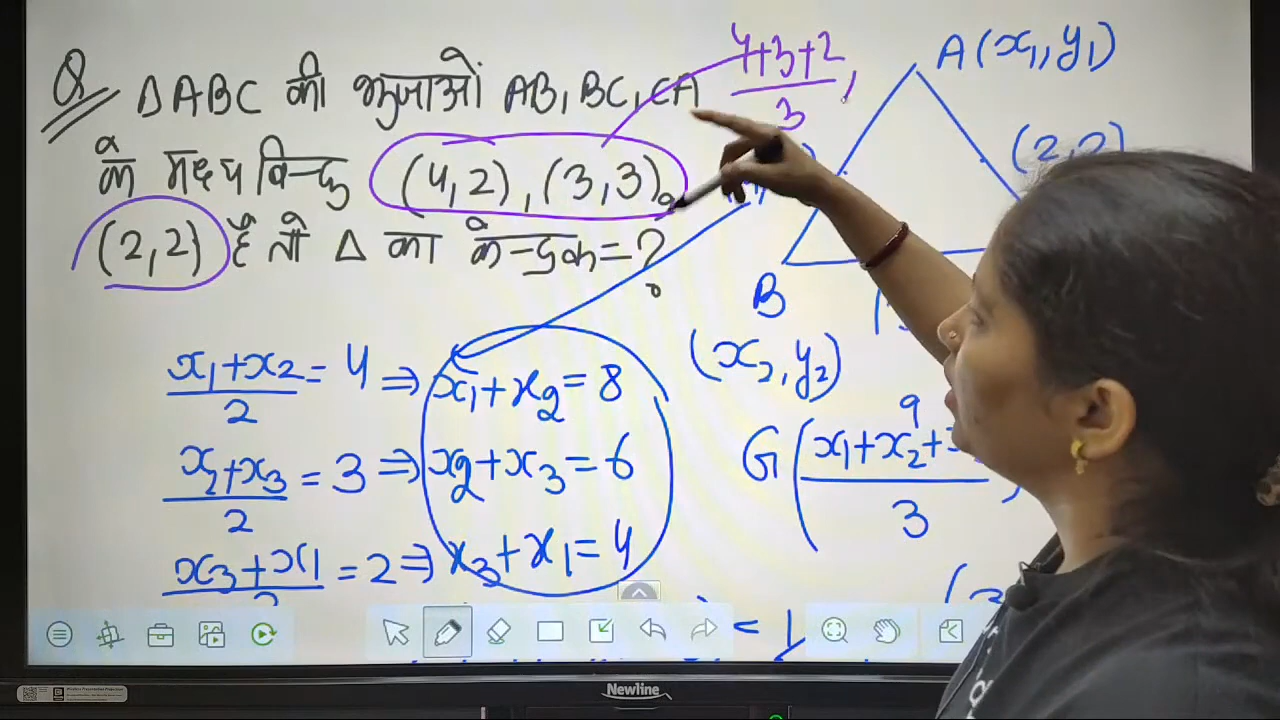 Q ΔABC की भुजाओं AB, BC, CA
के मध्य बिन्दु (4,2), (3,3)
(2,2) है तो Δ का केन्द्रक = ?
4+3+2
3
,
A(x₁, y₁)
(2,2)
B
(x₂, y₂)
x₁+x₂/2 = 4 ⇒ x₁+x₂ = 8
x₂+x₃/2 = 3 ⇒ x₂+x₃ = 6
x₃+x₁/2 = 2 ⇒ x₃+x₁ = 4
9
G(x₁+x₂+
3
Newline